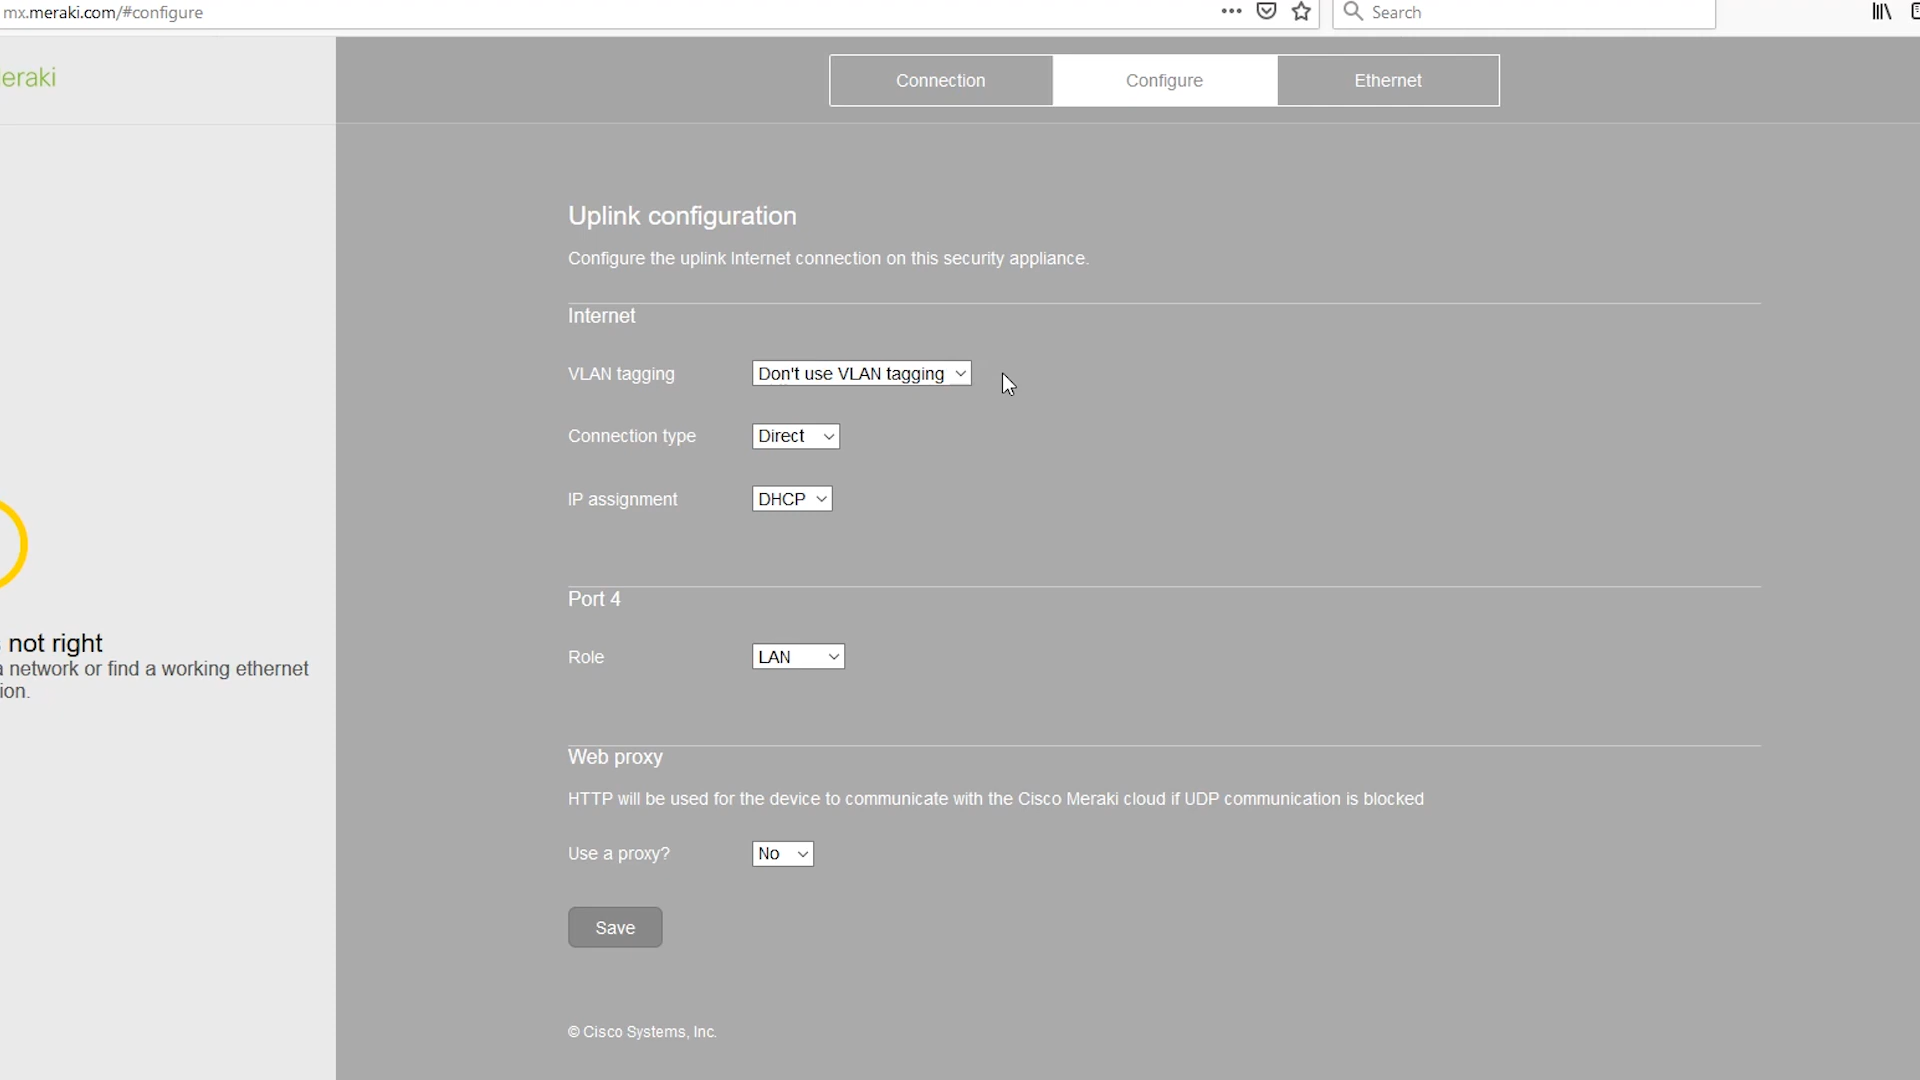 mx.meraki.com/#configure
Search
eraki
Connection
Configure
Ethernet
Uplink configuration
Configure the uplink Internet connection on this security appliance.
Internet
VLAN tagging
Don't use VLAN tagging
Connection type
Direct
IP assignment
DHCP
not right
a network or find a working ethernet
ion.
Port 4
Role
LAN
Web proxy
HTTP will be used for the device to communicate with the Cisco Meraki cloud if UDP communication is blocked
Use a proxy?
No
Save
© Cisco Systems, Inc.